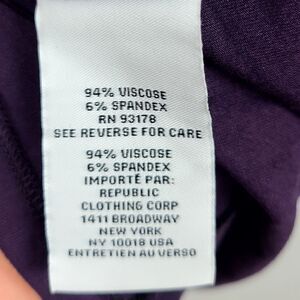 94% VISCOSE
6% SPANDEX
RN 93178
SEE REVERSE FOR CARE
94% VISCOSE
6% SPANDEX
IMPORTÉ PAR:
REPUBLIC
CLOTHING CORP
1411 BROADWAY
NEW YORK
NY 10018 USA
ENTRETIEN AU VERSO